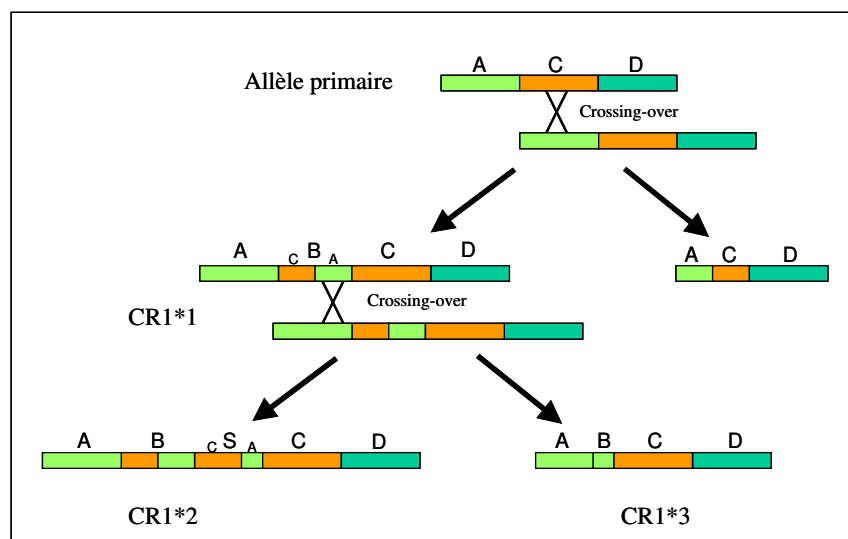 A C D
Allèle primaire
Crossing-over
A C B A C D
A C D
Crossing-over
CR1*1
A B C S A C D
A B C D
CR1*2 CR1*3